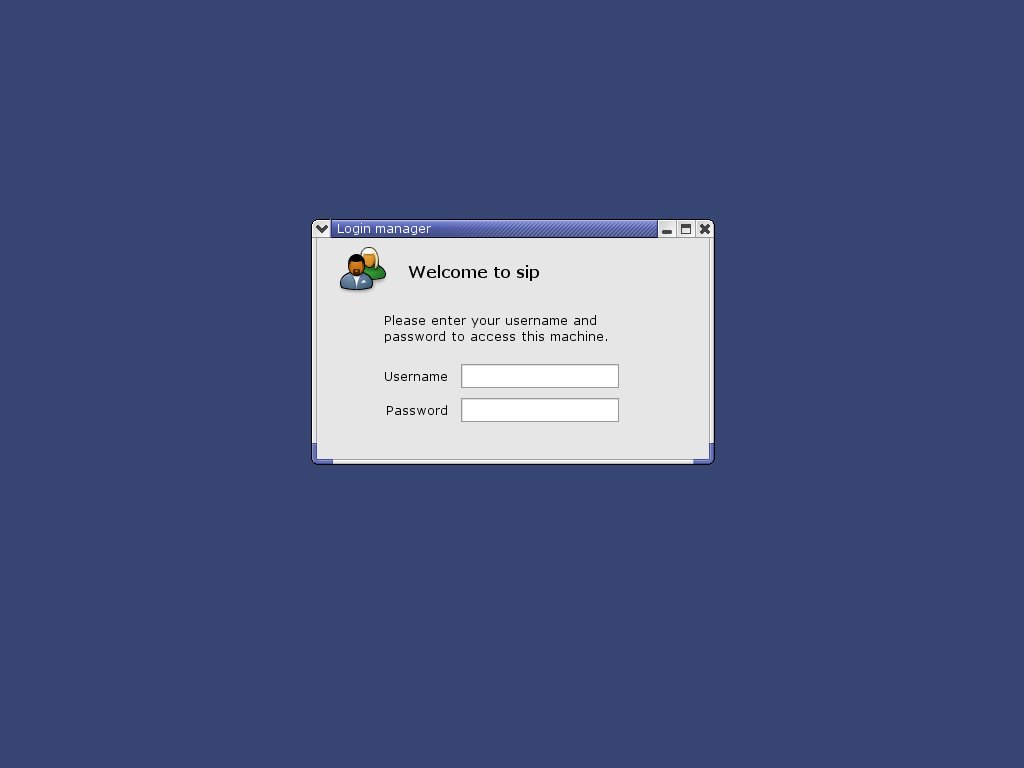 Login manager
Welcome to sip
Please enter your username and
password to access this machine.
Username
Password